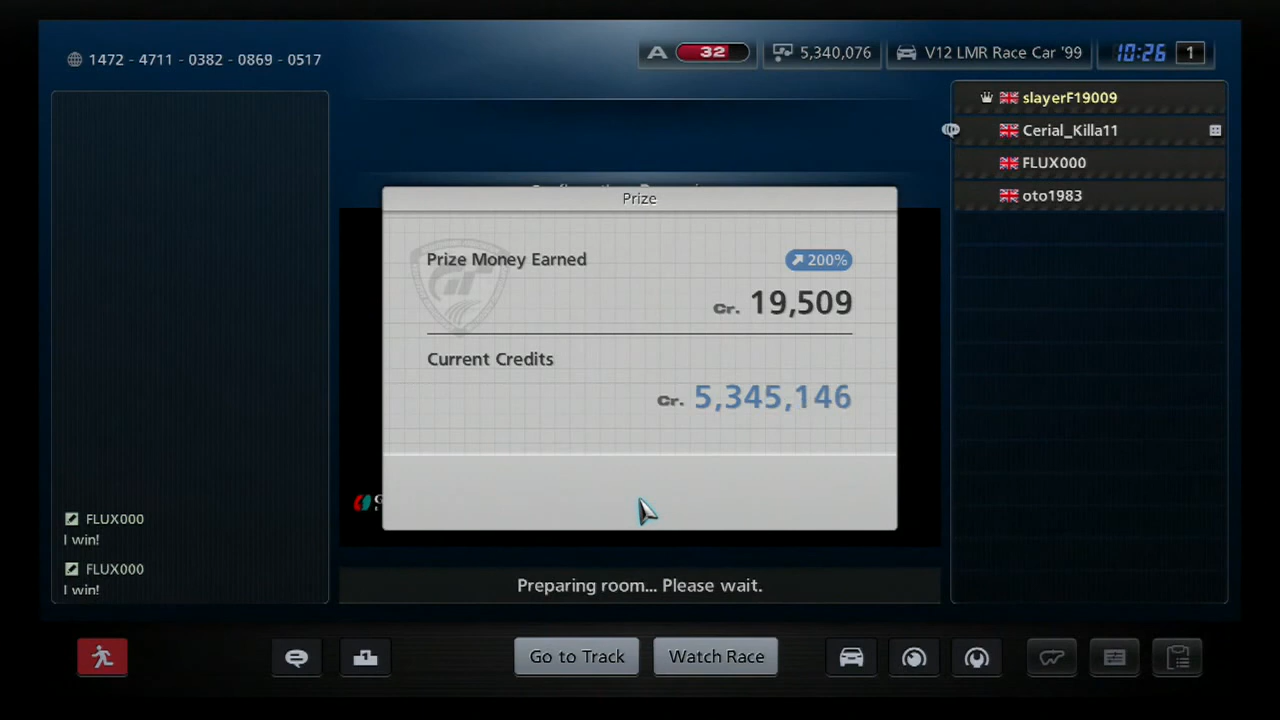 1472 - 4711 - 0382 - 0869 - 0517
A 32
5,340,076
V12 LMR Race Car '99
10:26 1
slayerF19009
Cerial_Killa11
FLUX000
oto1983
Prize
Prize Money Earned
200%
Cr. 19,509
Current Credits
Cr. 5,345,146
FLUX000
I win!
FLUX000
I win!
Preparing room... Please wait.
Go to Track
Watch Race